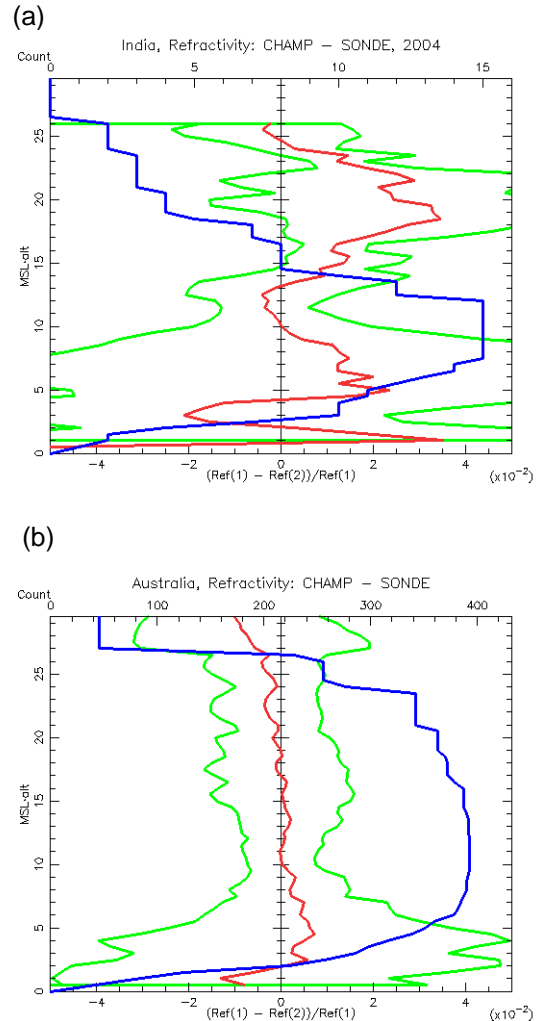 (a)
India, Refractivity: CHAMP – SONDE, 2004
Count
0 5 10 15
MSL-alt
25
20
15
10
5
0
−4 −2 0 2 4
(Ref(1) − Ref(2))/Ref(1) (x10⁻²)
(b)
Australia, Refractivity: CHAMP – SONDE
Count
0 100 200 300 400
MSL-alt
25
20
15
10
5
0
−4 −2 0 2 4
(Ref(1) − Ref(2))/Ref(1) (x10⁻²)